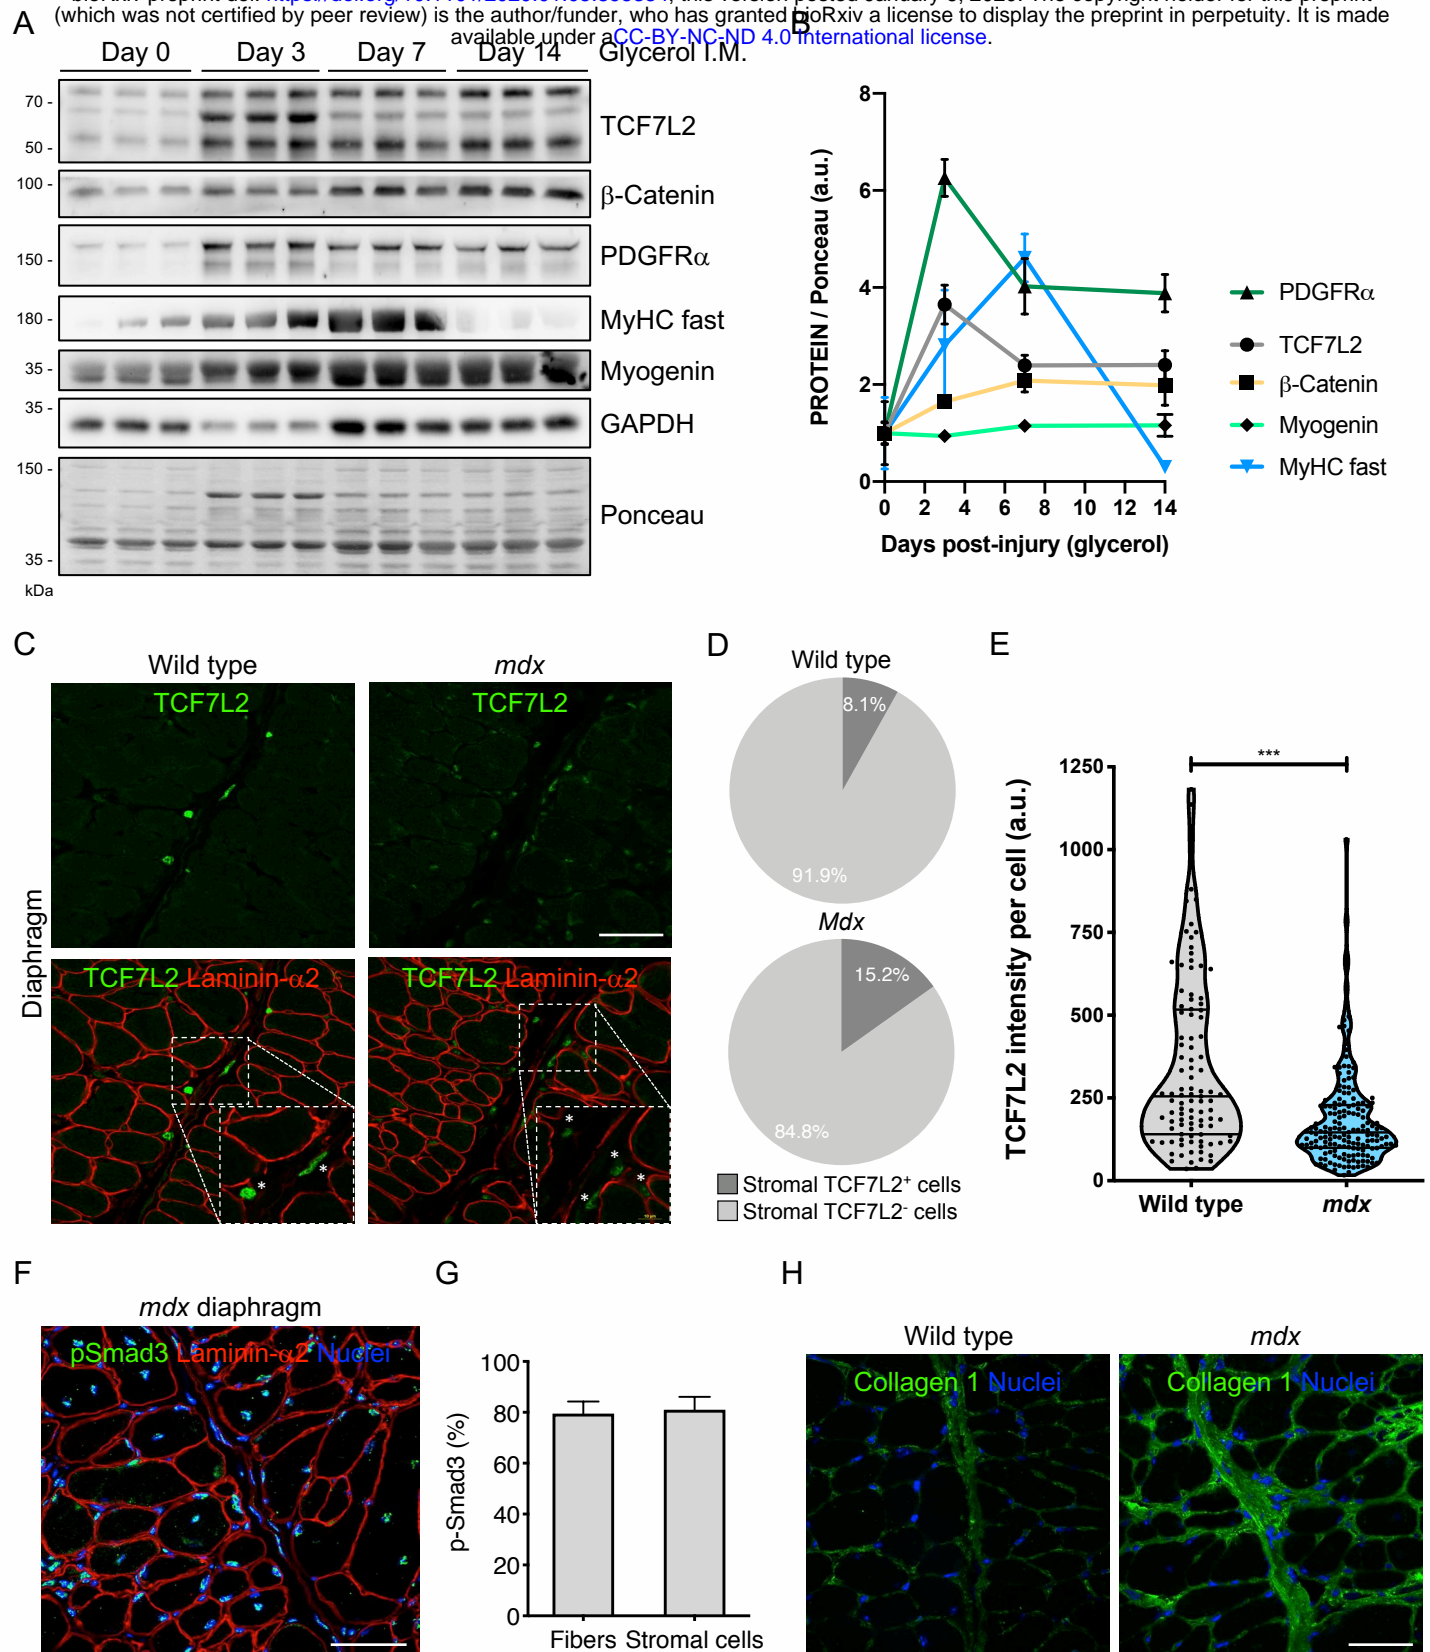 (which was not certified by peer review) is the author/funder, who has granted bioRxiv a license to display the preprint in perpetuity. It is made
available under aCC-BY-NC-ND 4.0 International license.
A
Day 0 Day 3 Day 7 Day 14 Glycerol I.M.
70 -
50 -
TCF7L2
100 -
β-Catenin
150 -
PDGFRα
180 -
MyHC fast
35 -
Myogenin
35 -
GAPDH
150 -
35 -
Ponceau
kDa
B
PROTEIN / Ponceau (a.u.)
8
6
4
2
0
0 2 4 6 8 10 12 14
Days post-injury (glycerol)
PDGFRα
TCF7L2
β-Catenin
Myogenin
MyHC fast
C
Wild type mdx
Diaphragm
TCF7L2 TCF7L2
TCF7L2 Laminin-α2 TCF7L2 Laminin-α2
* *
* * * *
D
Wild type
8.1%
91.9%
Mdx
15.2%
84.8%
Stromal TCF7L2+ cells
Stromal TCF7L2- cells
E
TCF7L2 intensity per cell (a.u.)
***
1250
1000
750
500
250
0
Wild type mdx
F
mdx diaphragm
pSmad3 Laminin-α2 Nuclei
G
p-Smad3 (%)
100
80
60
40
20
0
Fibers Stromal cells
H
Wild type mdx
Collagen 1 Nuclei Collagen 1 Nuclei